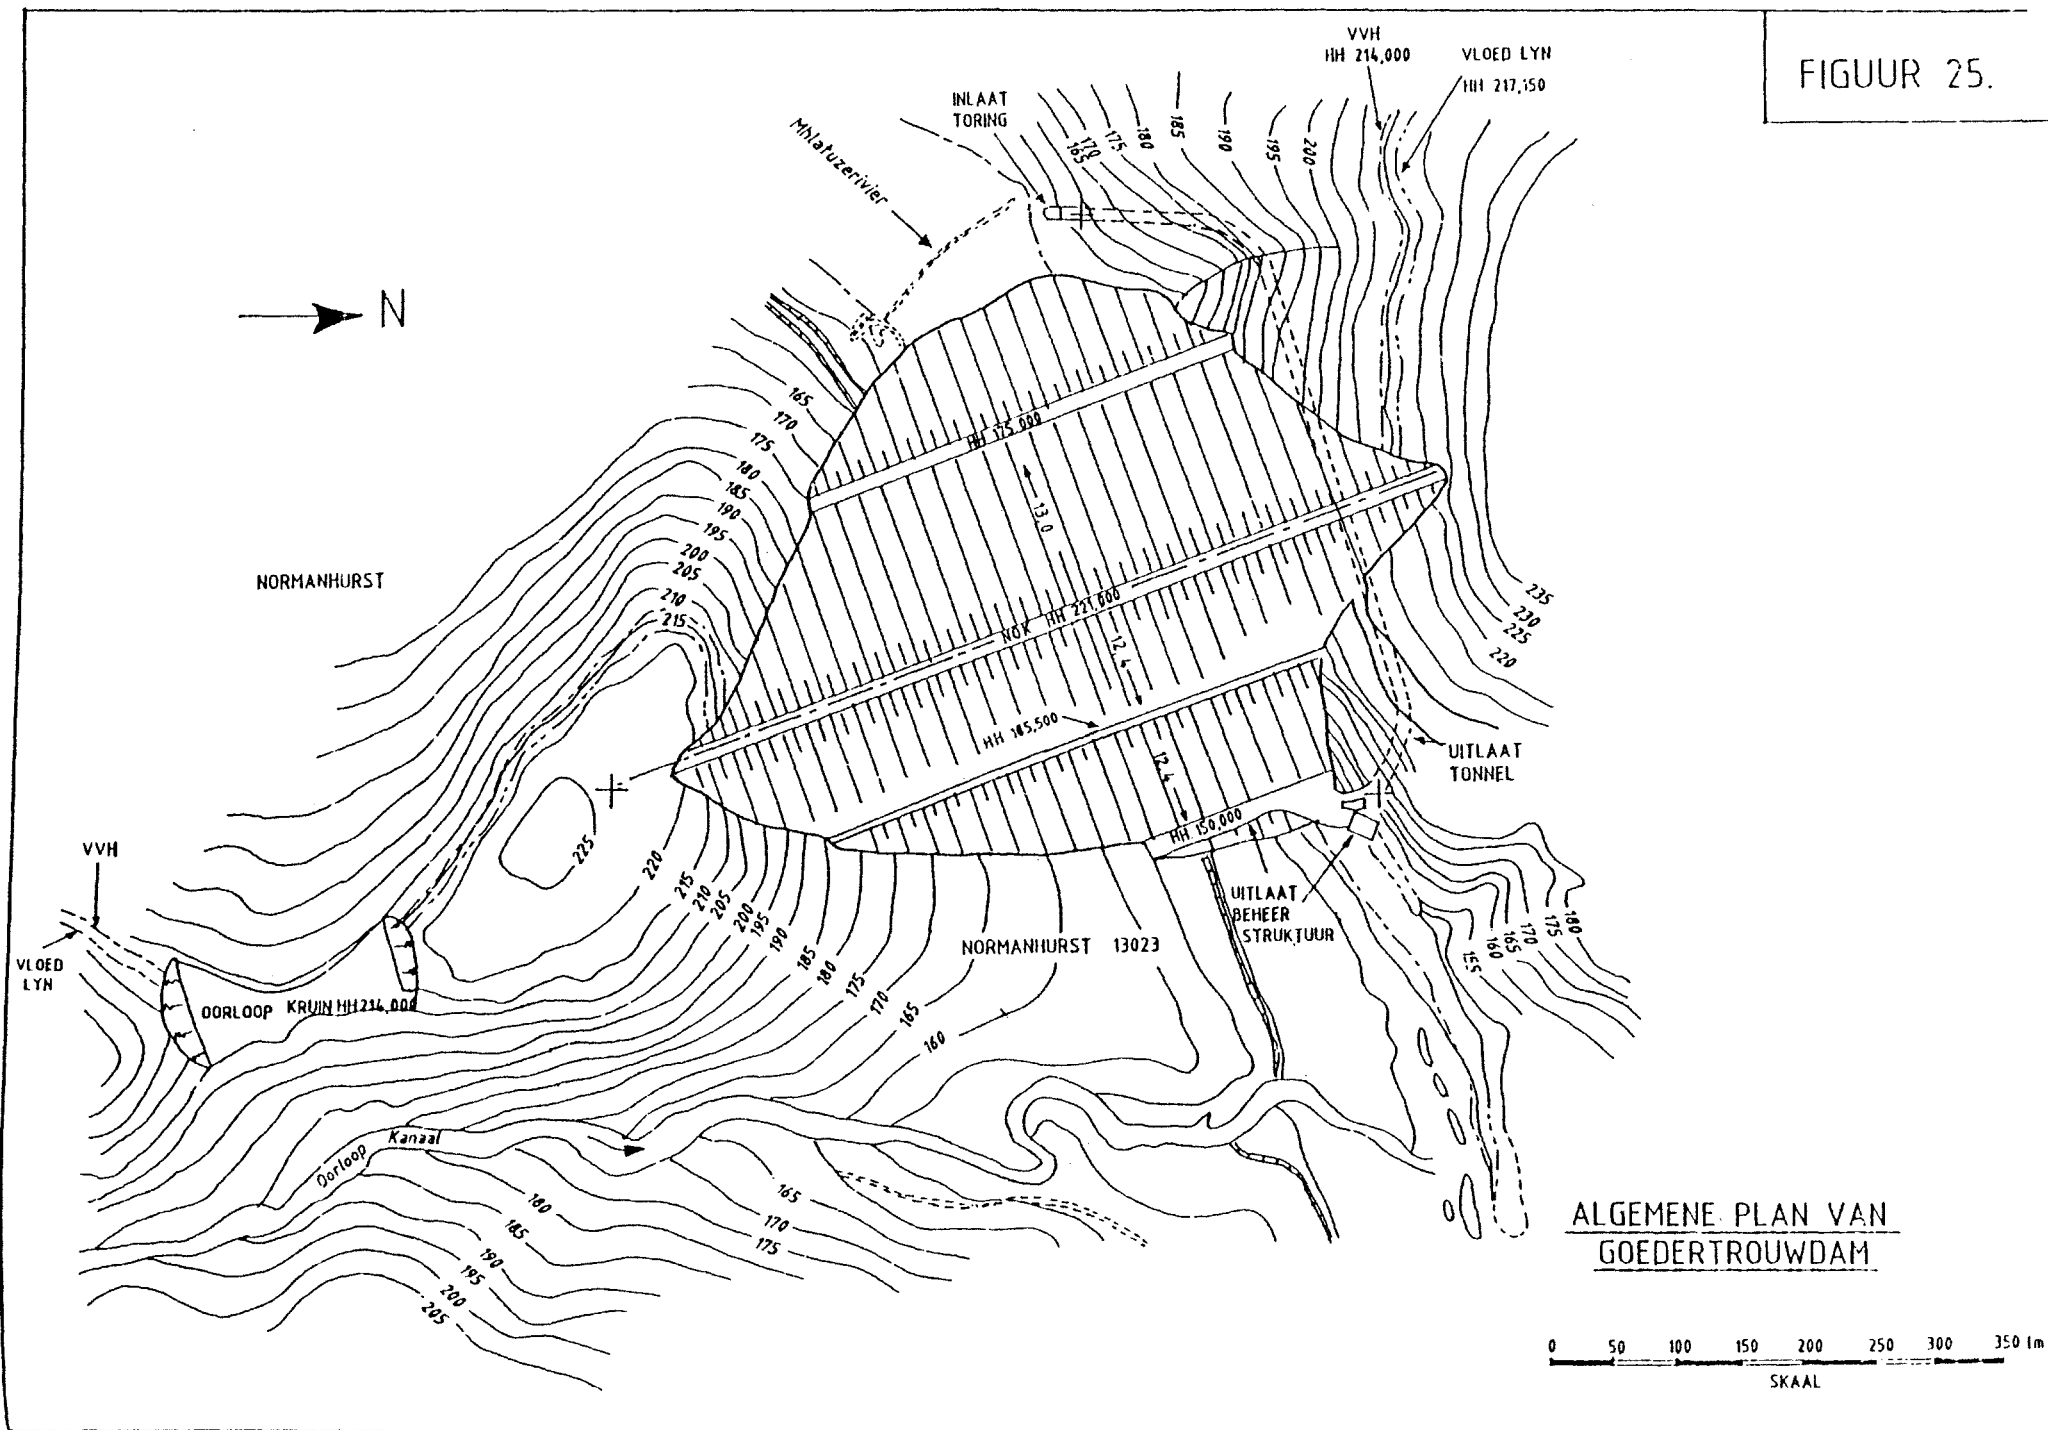 FIGUUR 25.
VVH
HH 214,000
VLOED LYN
HH 217,150
INLAAT
TORING
Mhlatuzerivier
165
170
175
180
185
190
195
200
N
165
170
175
180
185
190
195
200
205
210
215
HH 175,000
13,0
NORMANHURST
NOK HH 221,000
12,4
HH 185,500
12,4
HH 150,000
235
230
225
220
UITLAAT
TONNEL
225
220
215
210
205
200
195
190
185
180
175
170
165
160
VVH
VLOED
LYN
OORLOOP KRUIN HH 214,000
NORMANHURST 13023
UITLAAT
BEHEER
STRUKTUUR
155
160
165
170
175
180
Oorloop Kanaal
180
185
190
195
200
205
165
170
175
ALGEMENE PLAN VAN
GOEDERTROUWDAM
0 50 100 150 200 250 300 350 m
SKAAL